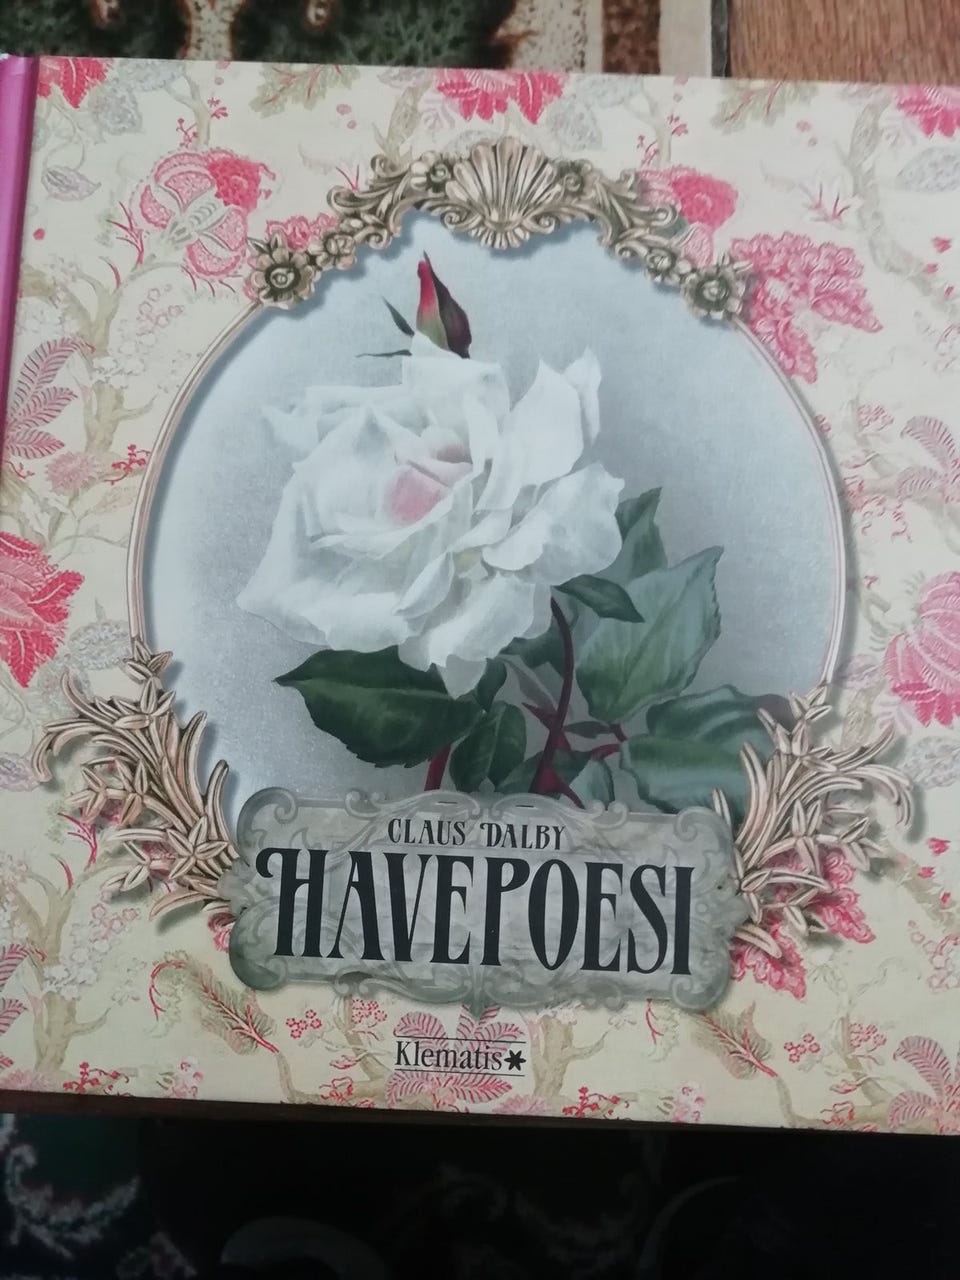 CLAUS DALBY
HAVEPOESI
Klematis